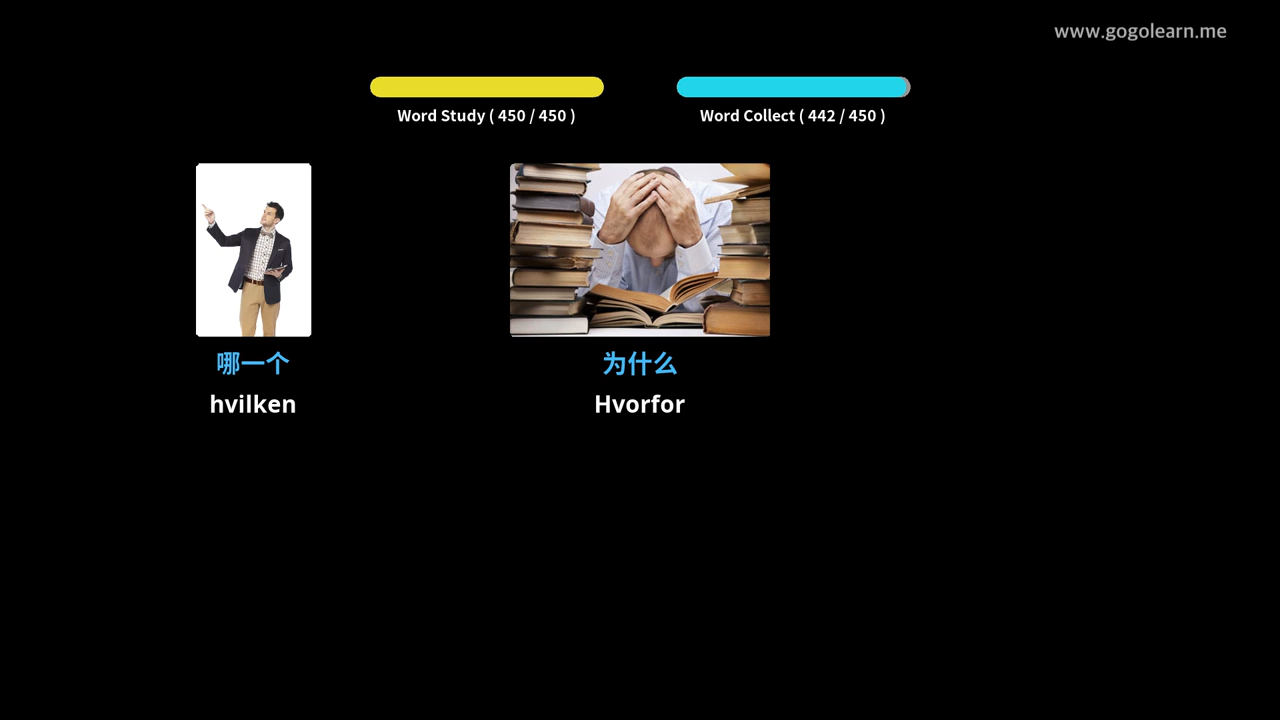 www.gogolearn.me
Word Study ( 450 / 450 )
Word Collect ( 442 / 450 )
哪一个
为什么
hvilken
Hvorfor